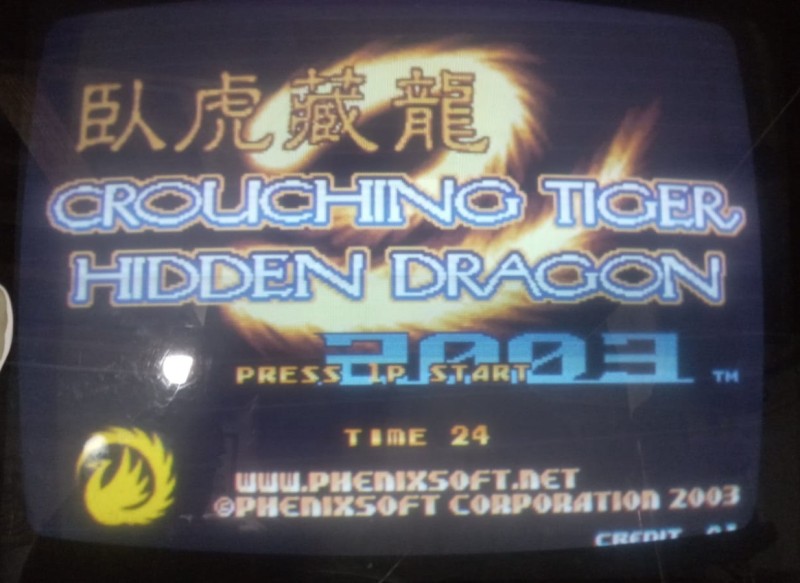 臥虎藏龍
CROUCHING TIGER
HIDDEN DRAGON
2003
PRESS 1P START
TM
TIME 24
WWW.PHENIXSOFT.NET
©PHENIXSOFT CORPORATION 2003
CREDIT